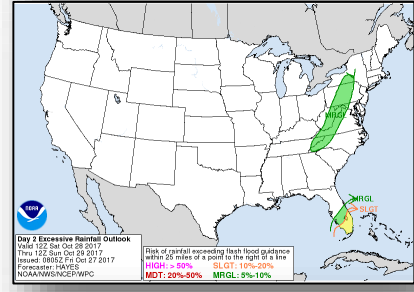 MRGL
MRGL
SLGT
NOAA
Day 2 Excessive Rainfall Outlook
Valid 12Z Sat Oct 28 2017
Thru 12Z Sun Oct 29 2017
Issued: 0805Z Fri Oct 27 2017
Forecaster: HAYES
NOAA/NWS/NCEP/WPC
Risk of rainfall exceeding flash flood guidance
within 25 miles of a point to the right of a line
HIGH: > 50% SLGT: 10%-20%
MDT: 20%-50% MRGL: 5%-10%